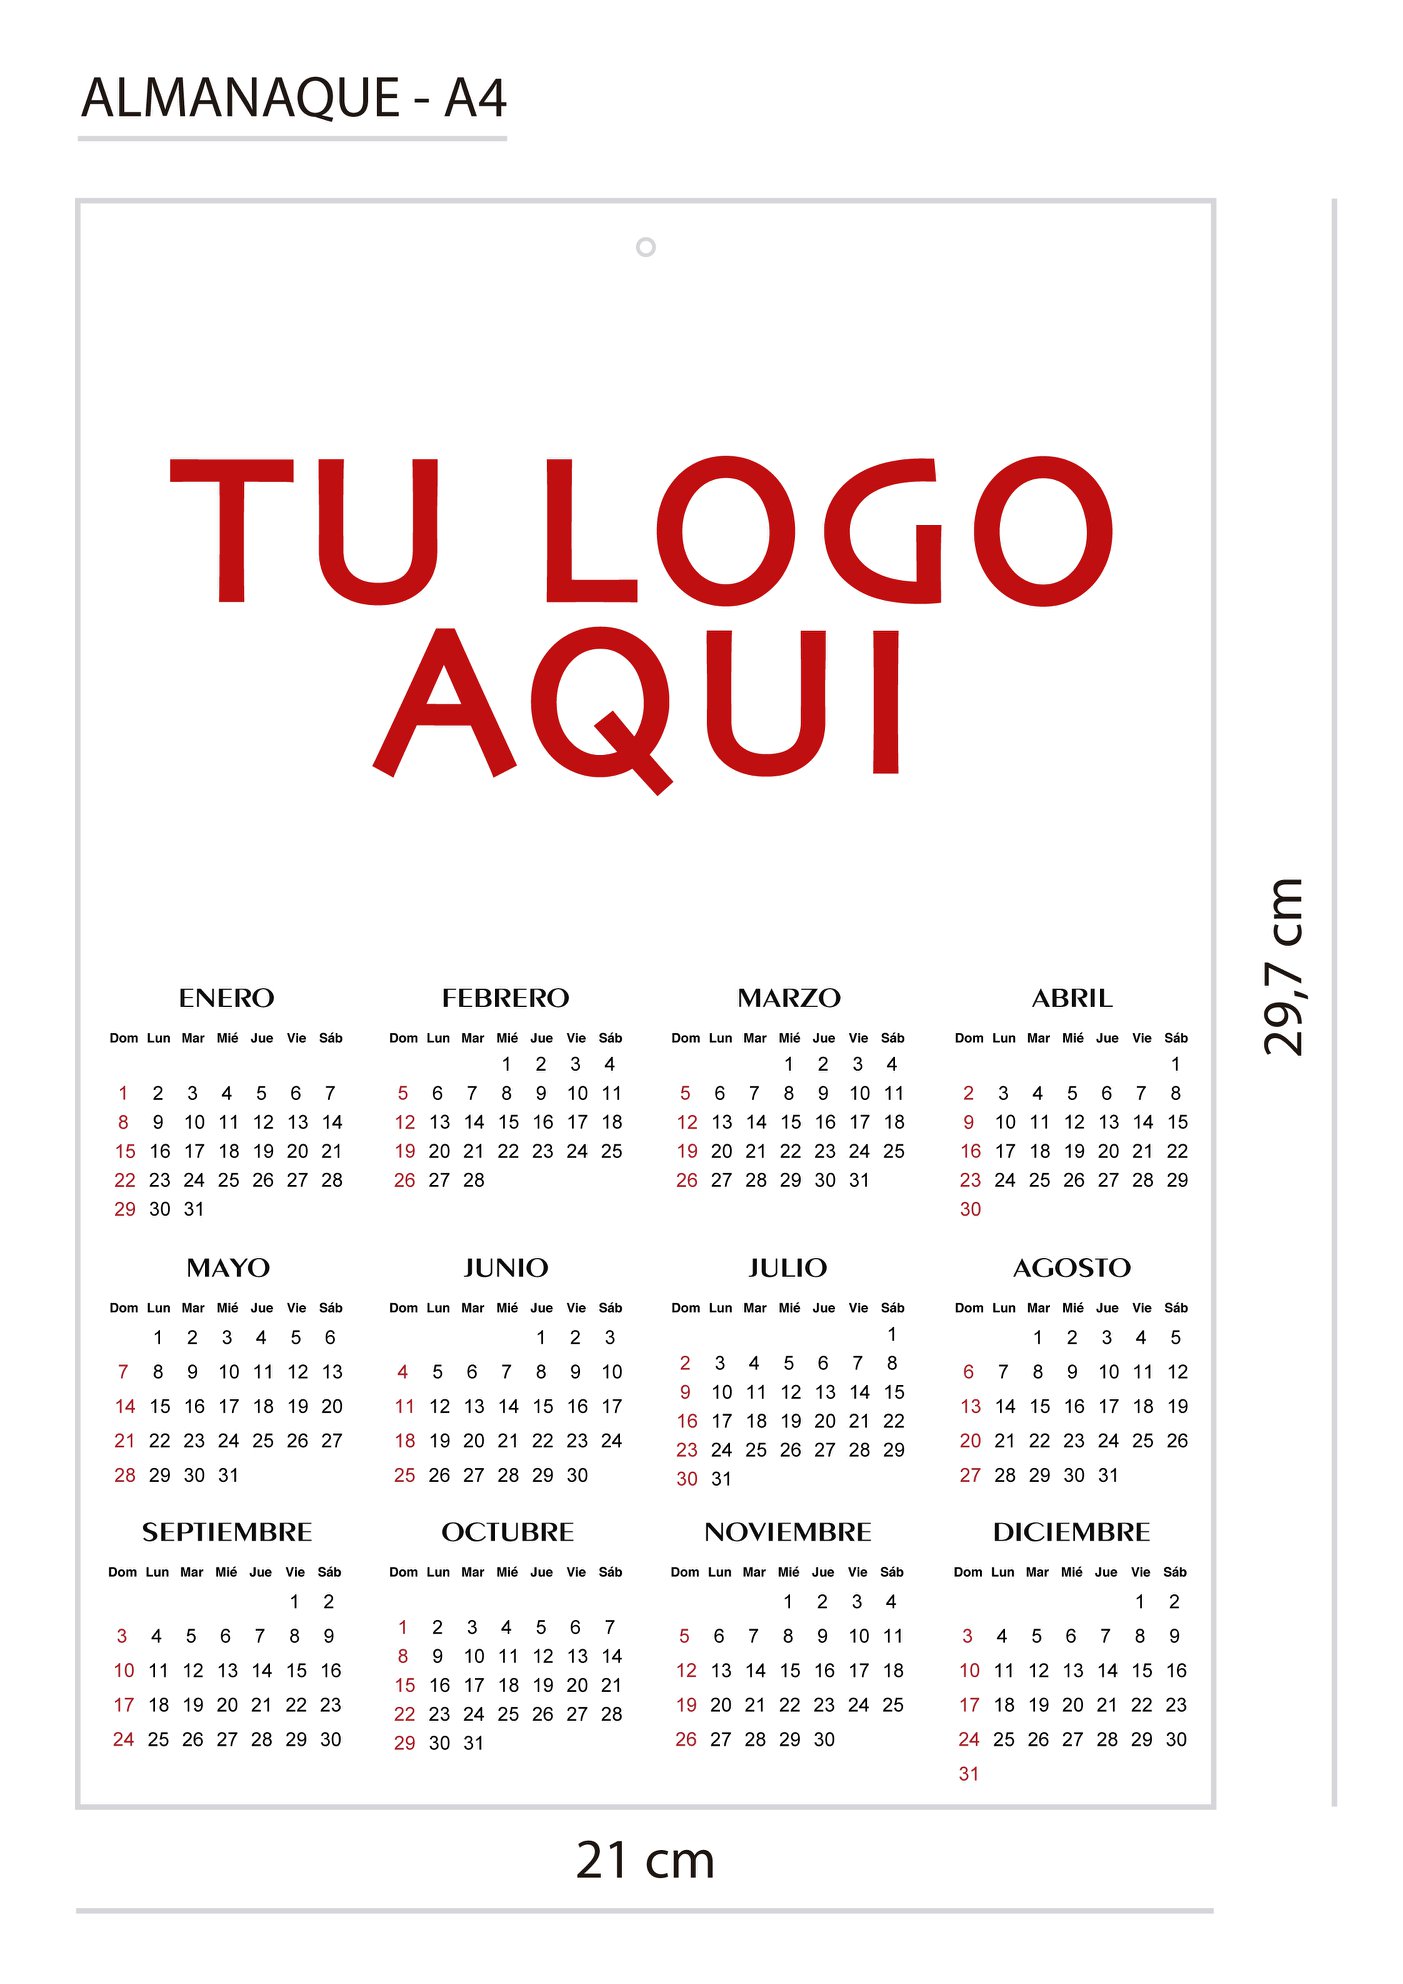 ALMANAQUE - A4
TU LOGO
AQUI
ENERO FEBRERO MARZO ABRIL
Dom Lun Mar Mié Jue Vie Sáb Dom Lun Mar Mié Jue Vie Sáb Dom Lun Mar Mié Jue Vie Sáb Dom Lun Mar Mié Jue Vie Sáb
1 2 3 4 1 2 3 4 1
1 2 3 4 5 6 7 5 6 7 8 9 10 11 5 6 7 8 9 10 11 2 3 4 5 6 7 8
8 9 10 11 12 13 14 12 13 14 15 16 17 18 12 13 14 15 16 17 18 9 10 11 12 13 14 15
15 16 17 18 19 20 21 19 20 21 22 23 24 25 19 20 21 22 23 24 25 16 17 18 19 20 21 22
22 23 24 25 26 27 28 26 27 28 26 27 28 29 30 31 23 24 25 26 27 28 29
29 30 31 30
MAYO JUNIO JULIO AGOSTO
Dom Lun Mar Mié Jue Vie Sáb Dom Lun Mar Mié Jue Vie Sáb Dom Lun Mar Mié Jue Vie Sáb Dom Lun Mar Mié Jue Vie Sáb
1 2 3 4 5 6 1 2 3 1 1 2 3 4 5
7 8 9 10 11 12 13 4 5 6 7 8 9 10 2 3 4 5 6 7 8 6 7 8 9 10 11 12
14 15 16 17 18 19 20 11 12 13 14 15 16 17 9 10 11 12 13 14 15 13 14 15 16 17 18 19
21 22 23 24 25 26 27 18 19 20 21 22 23 24 16 17 18 19 20 21 22 20 21 22 23 24 25 26
28 29 30 31 25 26 27 28 29 30 23 24 25 26 27 28 29 27 28 29 30 31
30 31
SEPTIEMBRE OCTUBRE NOVIEMBRE DICIEMBRE
Dom Lun Mar Mié Jue Vie Sáb Dom Lun Mar Mié Jue Vie Sáb Dom Lun Mar Mié Jue Vie Sáb Dom Lun Mar Mié Jue Vie Sáb
1 2 1 2 3 4 5 6 7 1 2 3 4 1 2
3 4 5 6 7 8 9 8 9 10 11 12 13 14 5 6 7 8 9 10 11 3 4 5 6 7 8 9
10 11 12 13 14 15 16 15 16 17 18 19 20 21 12 13 14 15 16 17 18 10 11 12 13 14 15 16
17 18 19 20 21 22 23 22 23 24 25 26 27 28 19 20 21 22 23 24 25 17 18 19 20 21 22 23
24 25 26 27 28 29 30 29 30 31 26 27 28 29 30 24 25 26 27 28 29 30
31
29,7 cm
21 cm